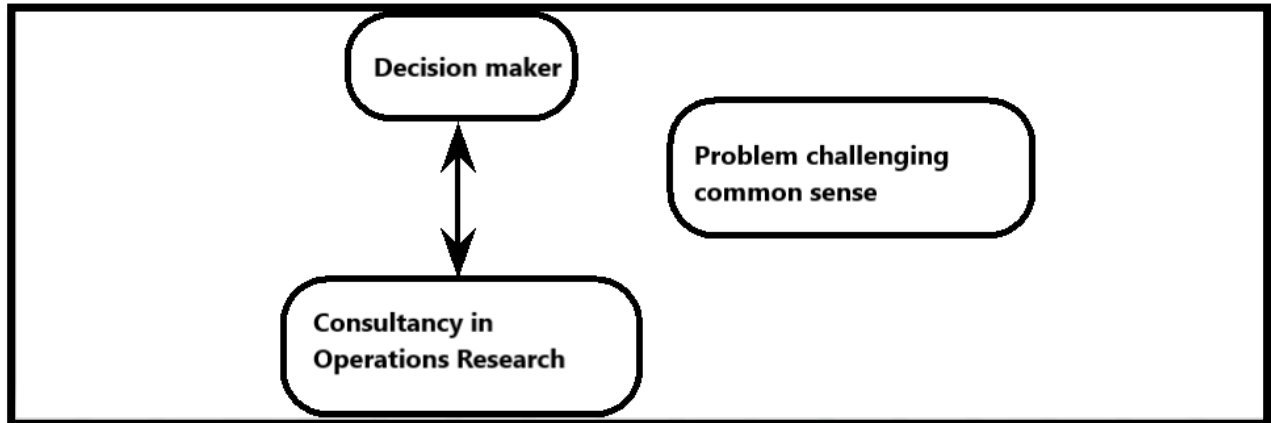 Decision maker
Problem challenging
common sense
Consultancy in
Operations Research